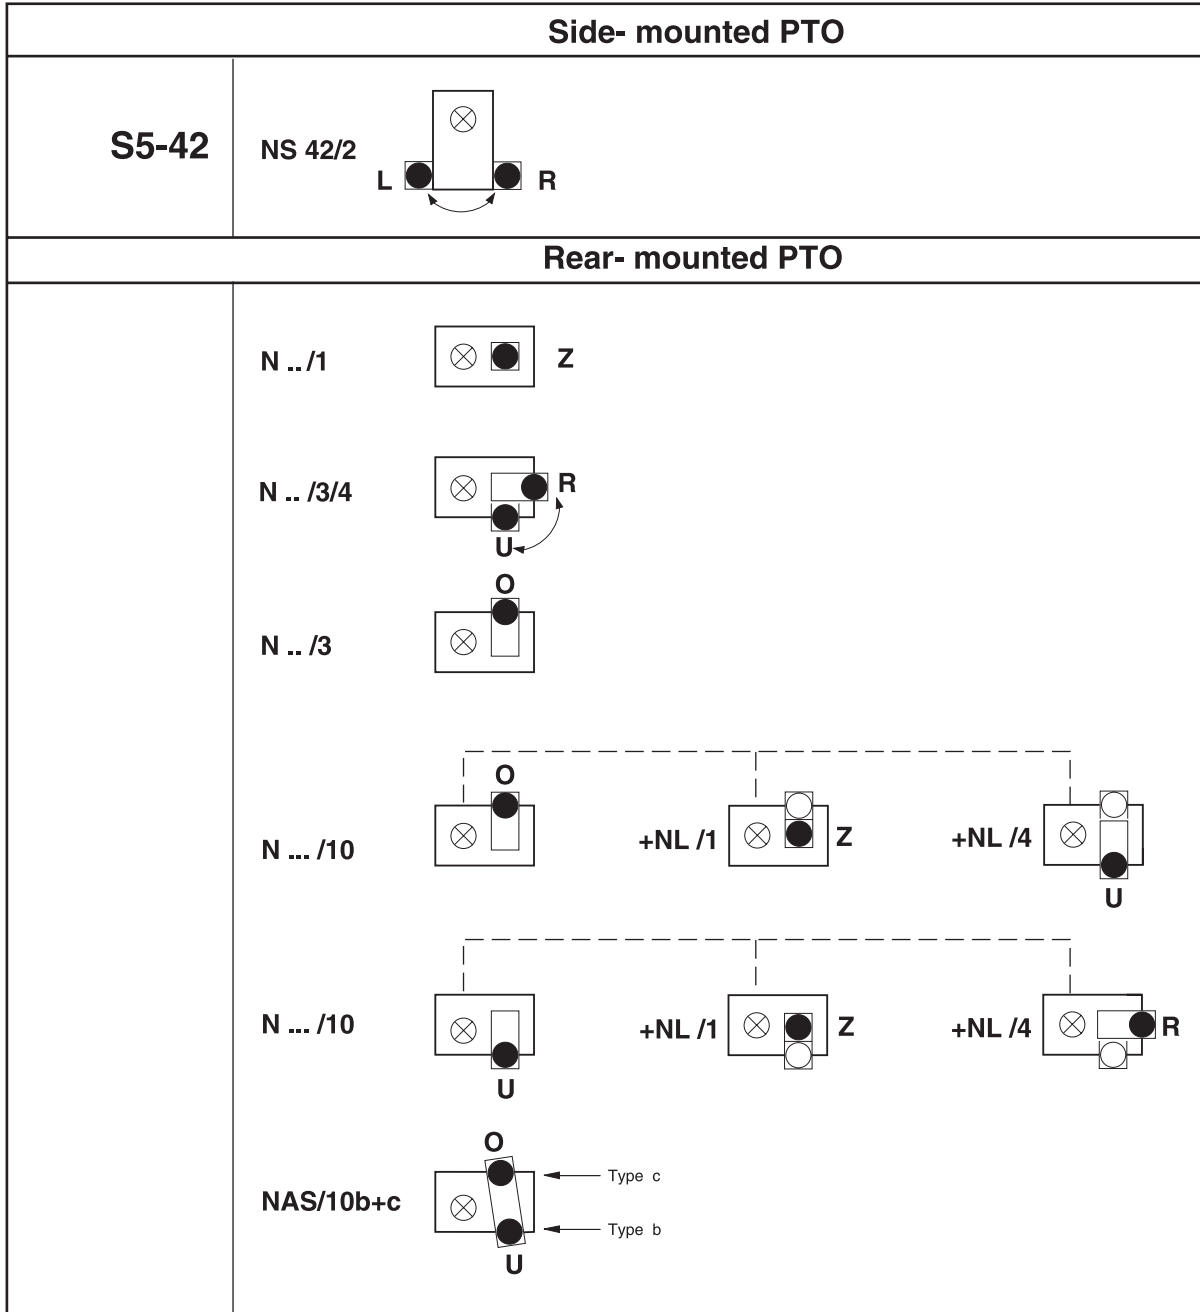 Side- mounted PTO
S5-42
NS 42/2
L
R
Rear- mounted PTO
N .. /1
Z
N .. /3/4
R
U
O
N .. /3
O
N ... /10
+NL /1
Z
+NL /4
U
N ... /10
U
+NL /1
Z
+NL /4
R
O
NAS/10b+c
Type c
Type b
U